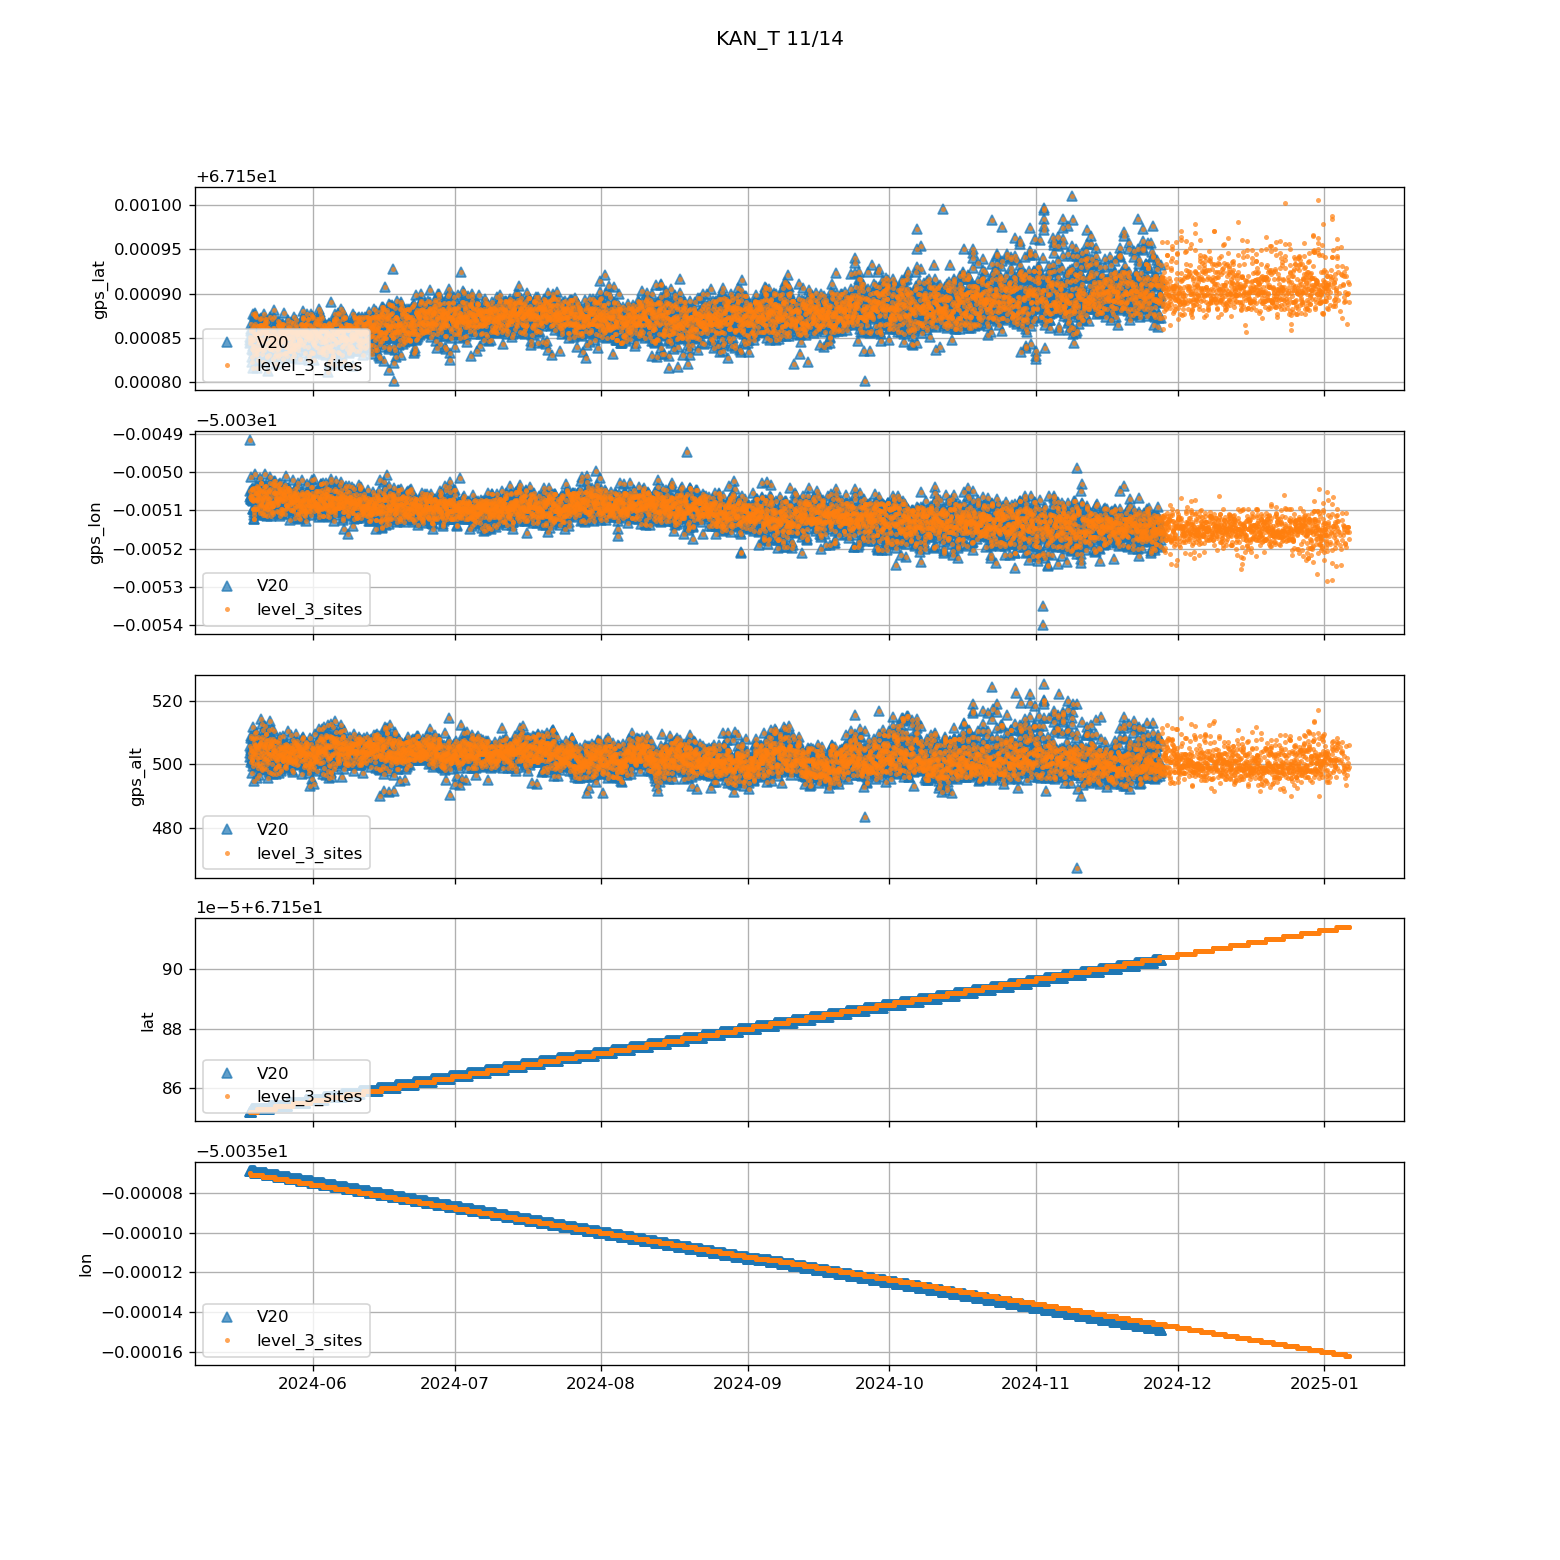 KAN_T 11/14
+6.715e1
0.00100
0.00095
0.00090
0.00085
0.00080
gps_lat
V20
level_3_sites
−5.003e1
−0.0049
−0.0050
−0.0051
−0.0052
−0.0053
−0.0054
gps_lon
V20
level_3_sites
520
500
480
gps_alt
V20
level_3_sites
1e−5+6.715e1
90
88
86
lat
V20
level_3_sites
−5.0035e1
−0.00008
−0.00010
−0.00012
−0.00014
−0.00016
lon
V20
level_3_sites
2024-06 2024-07 2024-08 2024-09 2024-10 2024-11 2024-12 2025-01